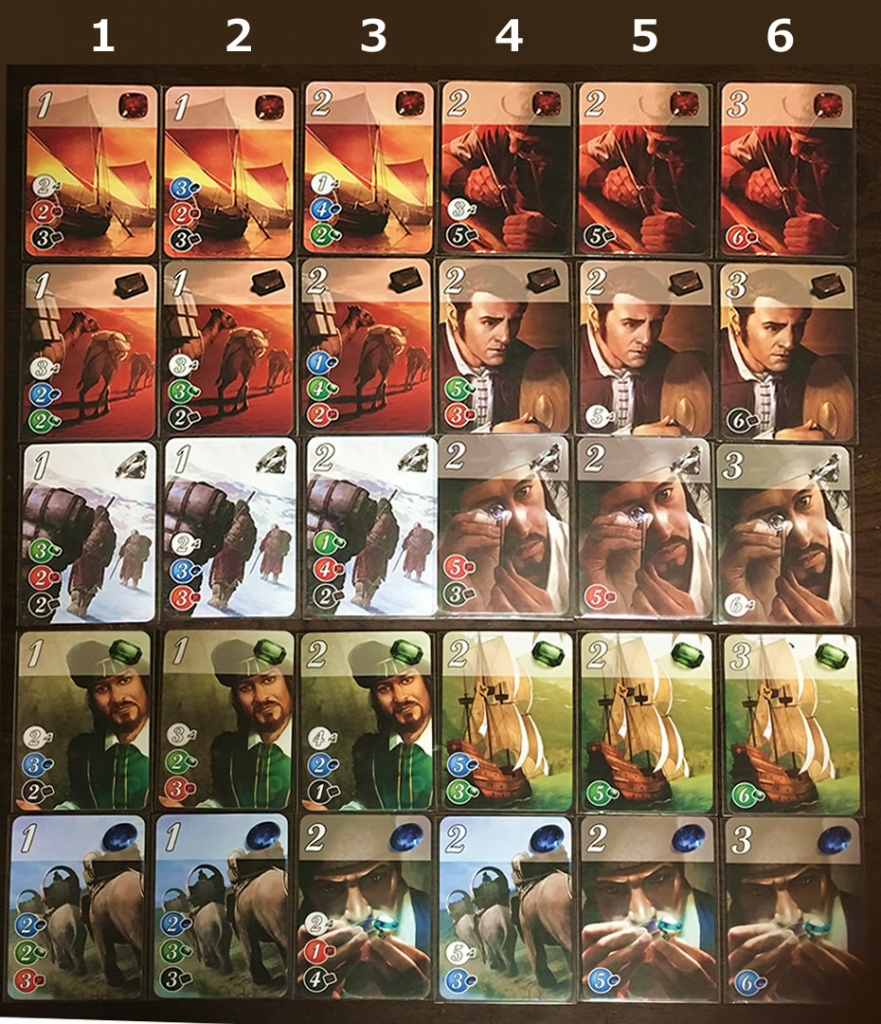 1 2 3 4 5 6
1 1 2 2 2 3
2 3 1
2 2 4 3
3 3 2 5 5 6
1 1 2 2 2 3
3 3 1
2 3 4 5
2 2 2 3 5 6
1 1 2 2 2 3
3 2 1
2 3 4 5
2 3 2 3 5 6
1 1 2 2 2 3
2 3 4
3 2 2 5
2 3 1 3 5 6
1 1 2 2 2 3
2 2 2
2 3 1 5
3 3 4 3 5 6